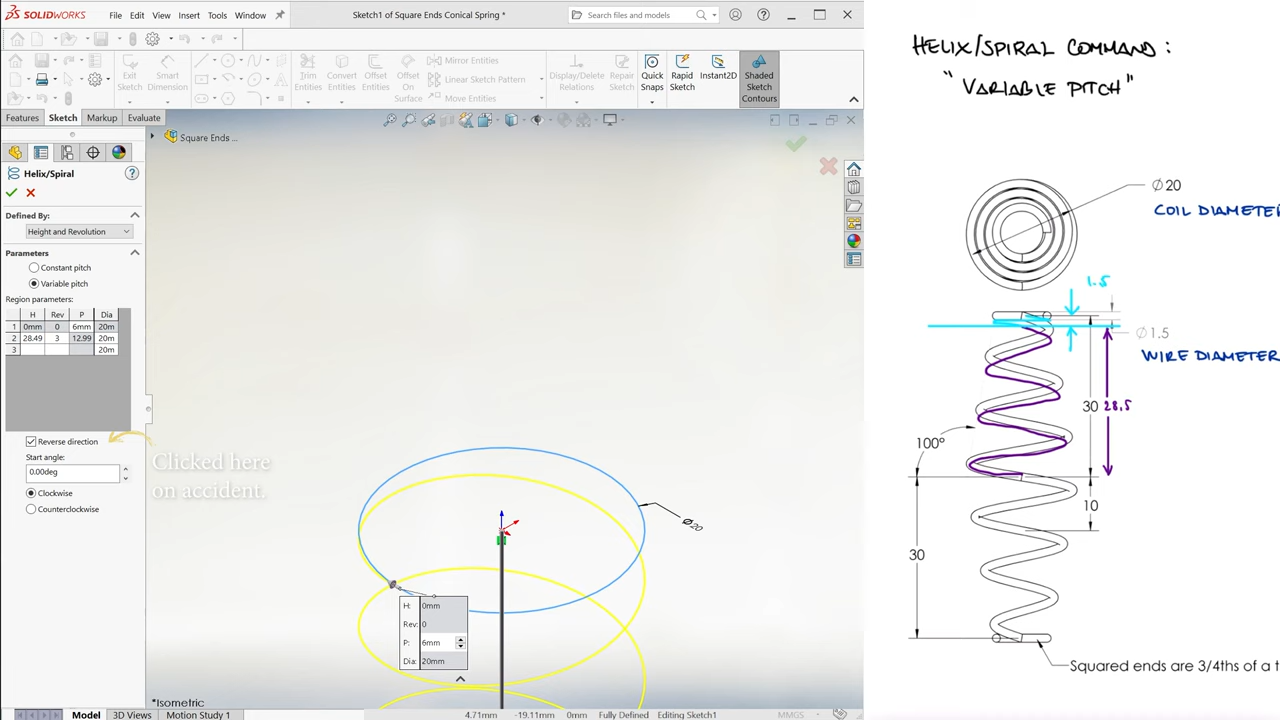 SOLIDWORKS
File
Edit
View
Insert
Tools
Window
Sketch1 of Square Ends Conical Spring *
Search files and models
Exit Sketch
Smart Dimension
Trim Entities
Convert Entities
Offset Entities
Offset On Surface
Mirror Entities
Linear Sketch Pattern
Move Entities
Display/Delete Relations
Repair Sketch
Quick Snaps
Rapid Sketch
Instant2D
Shaded Sketch Contours
Features
Sketch
Markup
Evaluate
Square Ends ...
Helix/Spiral
Defined By:
Height and Revolution
Parameters
Constant pitch
Variable pitch
Region parameters:
H Rev P Dia
1 0mm 0 6mm 20m
2 28.49 3 12.99 20m
3 20m
Reverse direction
Start angle:
0.00deg
Clockwise
Counterclockwise
Clicked here
on accident.
Ø20
H: 0mm
Rev: 0
P: 6mm
Dia: 20mm
*Isometric
Model
3D Views
Motion Study 1
4.71mm
-19.11mm
0mm
Fully Defined
Editing Sketch1
MMGS
HELIX/SPIRAL COMMAND:
"VARIABLE PITCH"
Ø20
COIL DIAMETER
1.5
Ø1.5
WIRE DIAMETER
30
28.5
100°
10
30
Squared ends are 3/4ths of a t